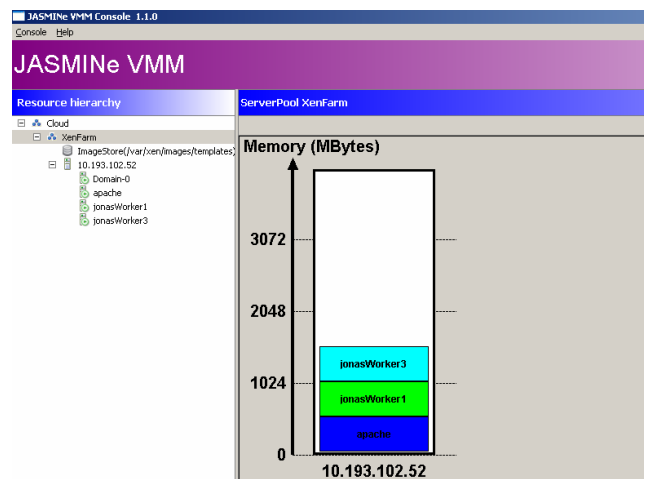 JASMINe VMM Console 1.1.0
Console Help
JASMINe VMM
Resource hierarchy
ServerPool XenFarm
Cloud
XenFarm
ImageStore(/var/xen/images/templates)
10.193.102.52
Domain-0
apache
jonasWorker1
jonasWorker3
Memory (MBytes)
3072
2048
1024
0
jonasWorker3
jonasWorker1
apache
10.193.102.52